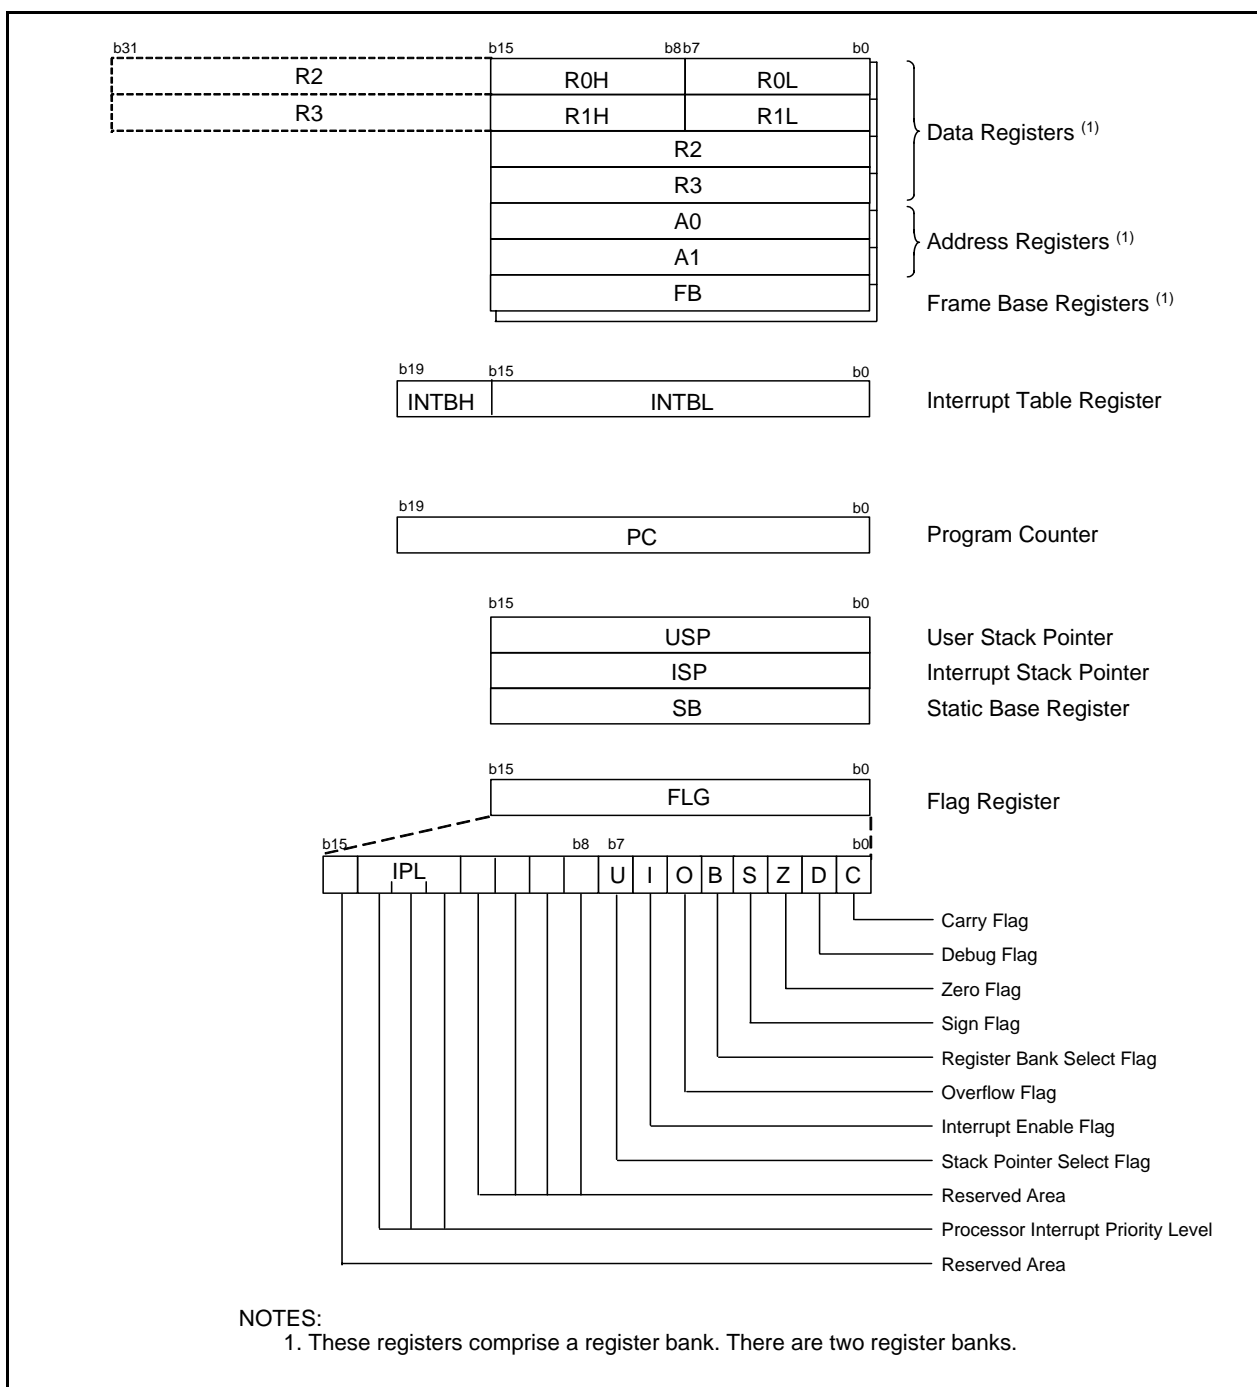 b31 b15 b8 b7 b0
R2 R0H R0L
R3 R1H R1L
R2
R3
Data Registers (1)
A0
A1
Address Registers (1)
FB
Frame Base Registers (1)
b19 b15 b0
INTBH INTBL Interrupt Table Register
b19 b0
PC Program Counter
b15 b0
USP User Stack Pointer
ISP Interrupt Stack Pointer
SB Static Base Register
b15 b0
FLG Flag Register
b15 b8 b7 b0
IPL U I O B S Z D C
Carry Flag
Debug Flag
Zero Flag
Sign Flag
Register Bank Select Flag
Overflow Flag
Interrupt Enable Flag
Stack Pointer Select Flag
Reserved Area
Processor Interrupt Priority Level
Reserved Area
NOTES:
1. These registers comprise a register bank. There are two register banks.